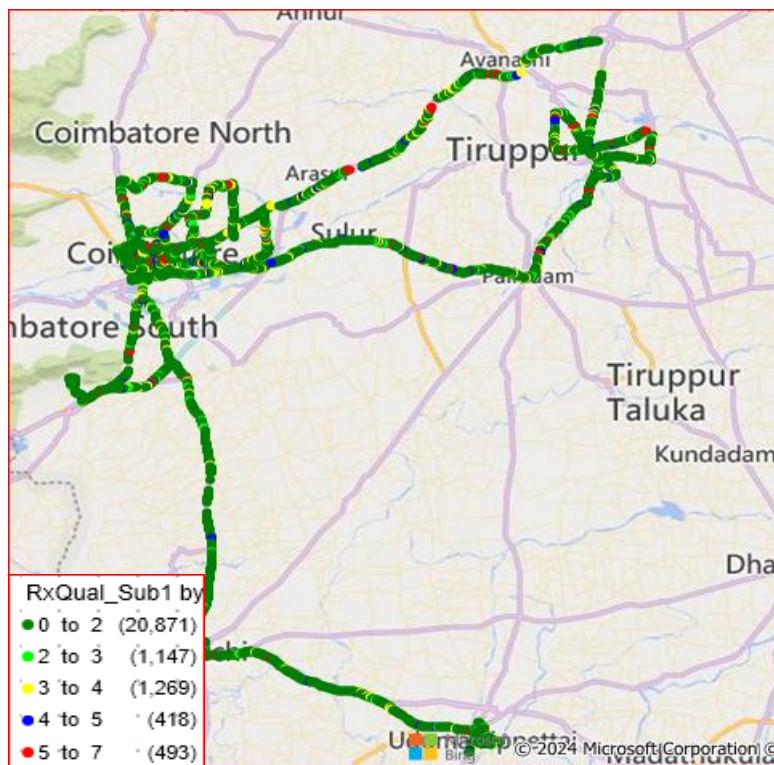 Annur
Avanashi
Coimbatore North
Tiruppur
Arasur
Sulur
Palladam
Tiruppur
Taluka
Kundadam
Dha
RxQual_Sub1 by
0 to 2 (20,871)
2 to 3 (1,147)
3 to 4 (1,269)
4 to 5 (418)
5 to 7 (493)
chi
Bing
© 2024 Microsoft Corporation ©